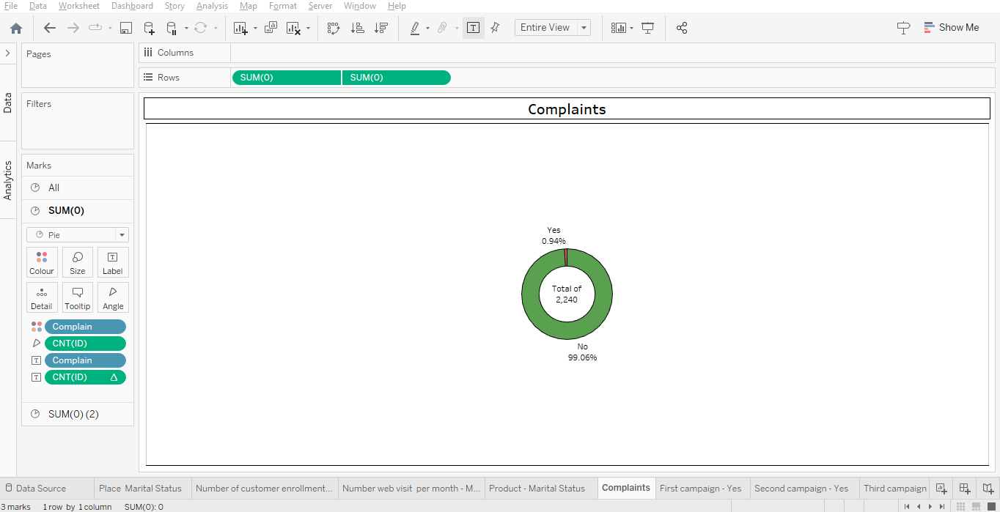 File Data Worksheet Dashboard Story Analysis Map Format Server Window Help
Entire View
Show Me
Data
Analytics
Pages
Columns
Rows SUM(0) SUM(0)
Filters
Complaints
Marks
All
SUM(0)
Pie
Colour Size Label
Detail Tooltip Angle
Complain
CNT(ID)
Complain
CNT(ID)
SUM(0) (2)
Yes
0.94%
Total of
2,240
No
99.06%
Data Source Place Marital Status Number of customer enrollment... Number web visit per month - M... Product - Marital Status Complaints First campaign - Yes Second campaign - Yes Third campaign
3 marks 1 row by 1 column SUM(0): 0